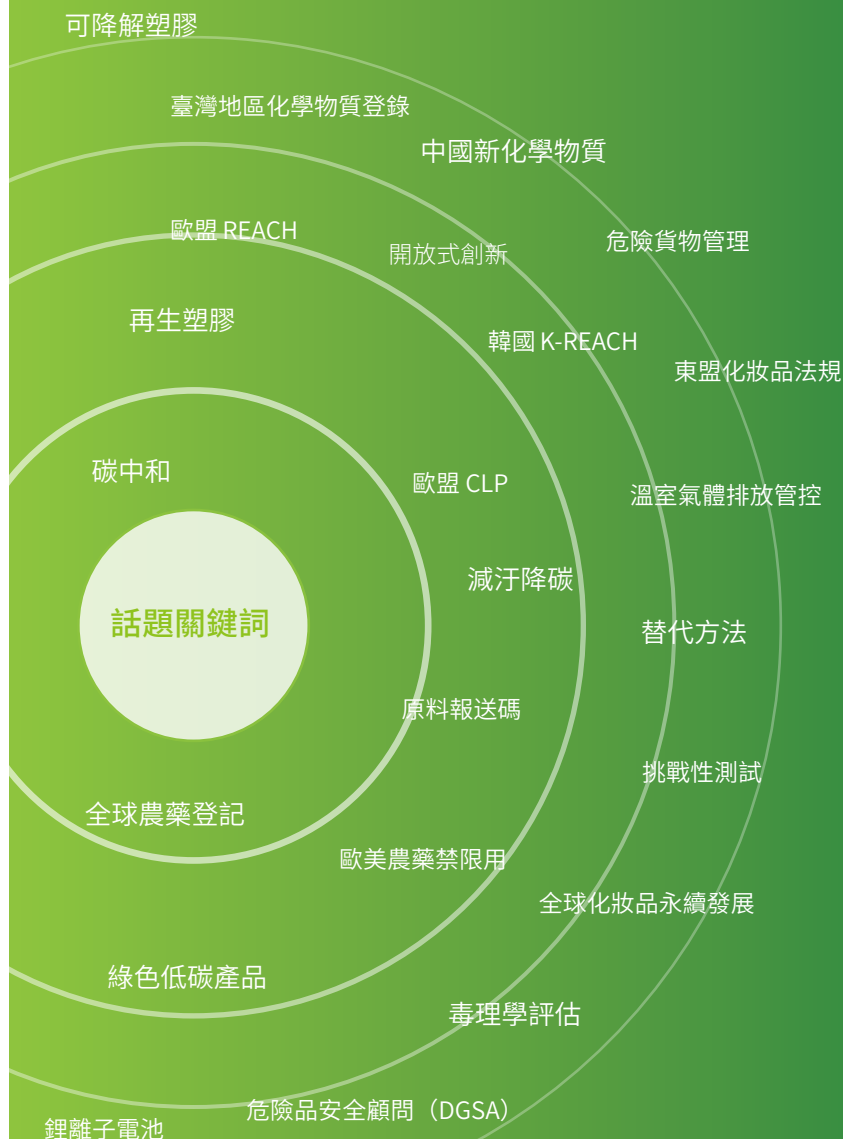 可降解塑膠
臺灣地區化學物質登錄
中國新化學物質
歐盟 REACH
開放式創新
危險貨物管理
再生塑膠
韓國 K-REACH
東盟化妝品法規
碳中和
歐盟 CLP
溫室氣體排放管控
減汙降碳
話題關鍵詞
替代方法
原料報送碼
挑戰性測試
全球農藥登記
歐美農藥禁限用
全球化妝品永續發展
綠色低碳產品
毒理學評估
危險品安全顧問（DGSA）
鋰離子電池